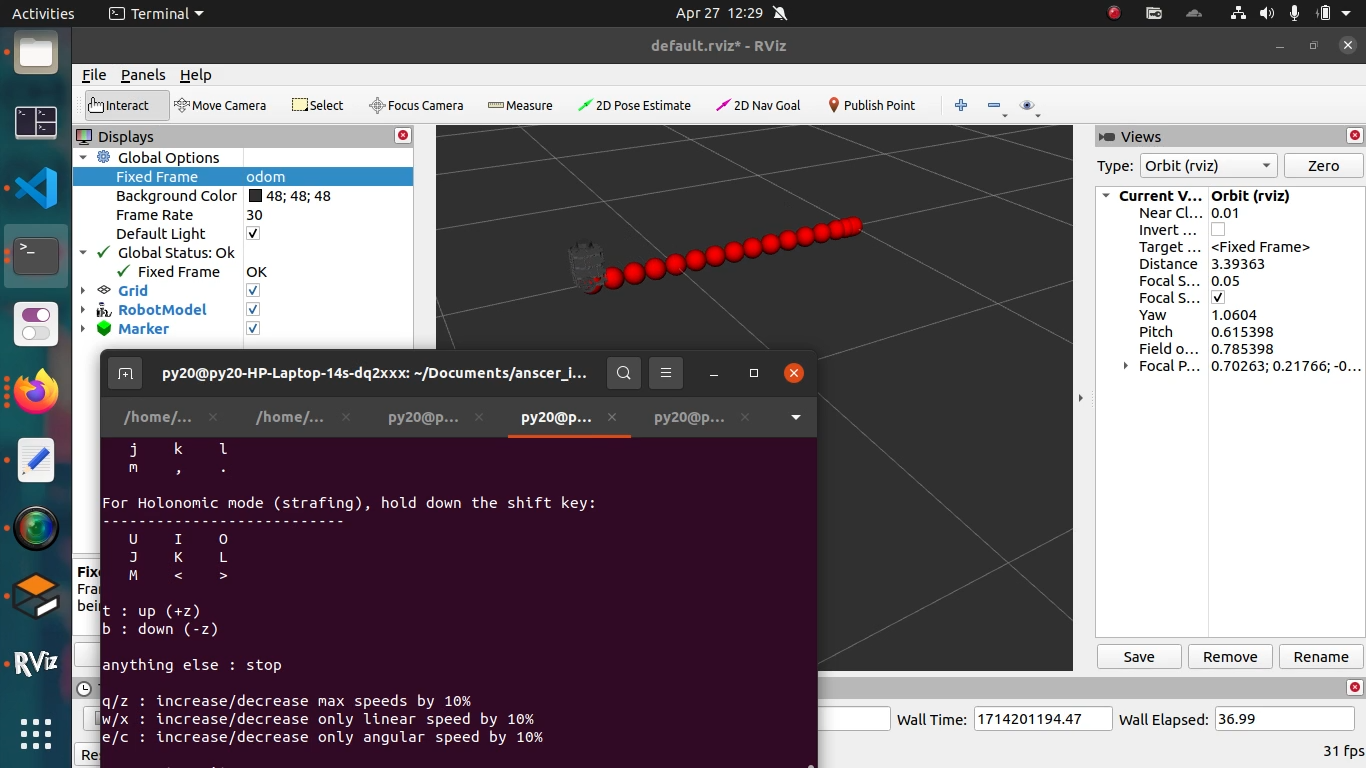 Activities
Terminal
Apr 27 12:29
default.rviz* - RViz
File Panels Help
Interact Move Camera Select Focus Camera Measure 2D Pose Estimate 2D Nav Goal Publish Point
Displays
Global Options
Fixed Frame odom
Background Color 48; 48; 48
Frame Rate 30
Default Light
Global Status: Ok
Fixed Frame OK
Grid
RobotModel
Marker
Views
Type: Orbit (rviz) Zero
Current V... Orbit (rviz)
Near Cl... 0.01
Invert ...
Target ... <Fixed Frame>
Distance 3.39363
Focal S... 0.05
Focal S...
Yaw 1.0604
Pitch 0.615398
Field o... 0.785398
Focal P... 0.70263; 0.21766; -0...
Save Remove Rename
py20@py20-HP-Laptop-14s-dq2xxx: ~/Documents/anscer_i...
/home/... /home/... py20@p... py20@p... py20@p...
j k l
m , .
For Holonomic mode (strafing), hold down the shift key:
---------------------------
U I O
J K L
M < >
t : up (+z)
b : down (-z)
anything else : stop
q/z : increase/decrease max speeds by 10%
w/x : increase/decrease only linear speed by 10%
e/c : increase/decrease only angular speed by 10%
Wall Time: 1714201194.47 Wall Elapsed: 36.99
31 fps
RViz